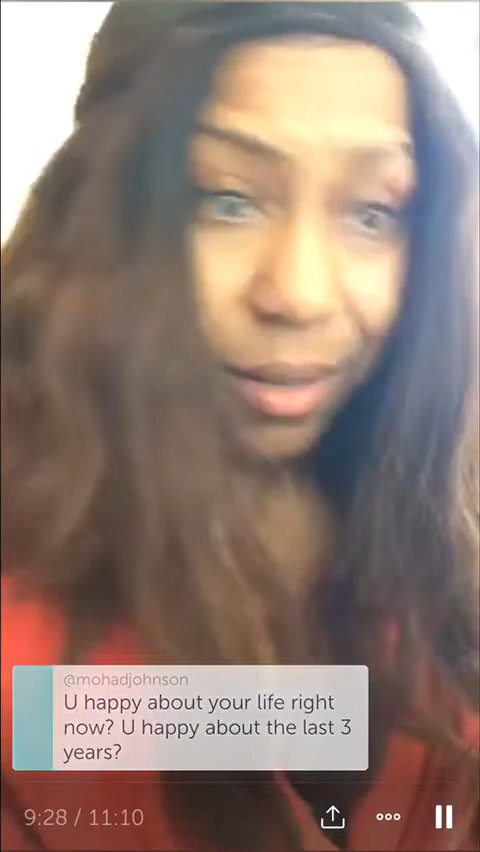 @mohadjohnson
U happy about your life right
now? U happy about the last 3
years?
9:28 / 11:10